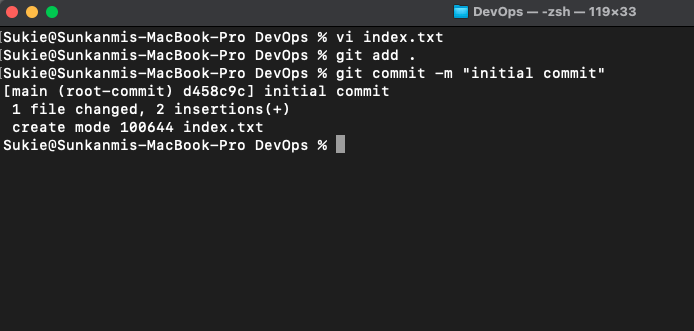 DevOps — -zsh — 119×33
[Sukie@Sunkanmis-MacBook-Pro DevOps % vi index.txt
[Sukie@Sunkanmis-MacBook-Pro DevOps % git add .
[Sukie@Sunkanmis-MacBook-Pro DevOps % git commit -m "initial commit"
[main (root-commit) d458c9c] initial commit
 1 file changed, 2 insertions(+)
 create mode 100644 index.txt
Sukie@Sunkanmis-MacBook-Pro DevOps %